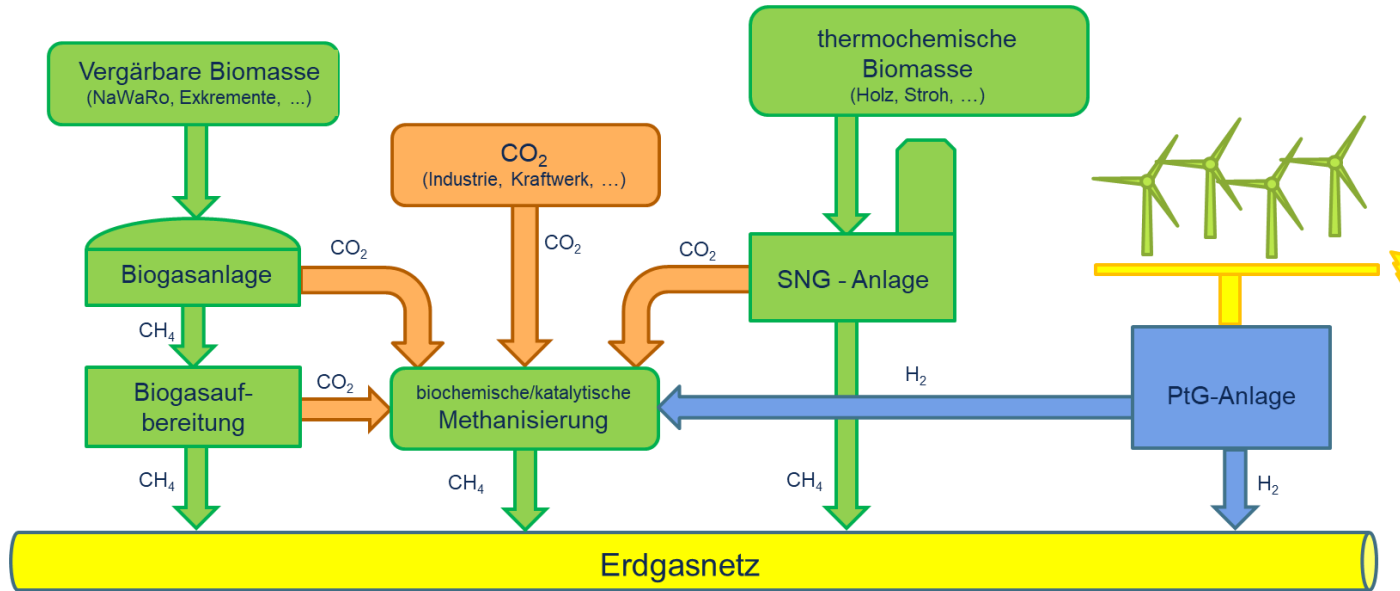 Vergärbare Biomasse
(NaWaRo, Exkremente, ...)
CO₂
(Industrie, Kraftwerk, …)
thermochemische
Biomasse
(Holz, Stroh, …)
CO₂
CO₂
CO₂
Biogasanlage
SNG - Anlage
CH₄
Biogasauf-
bereitung
CO₂
biochemische/katalytische
Methanisierung
H₂
PtG-Anlage
CH₄
CH₄
CH₄
H₂
Erdgasnetz